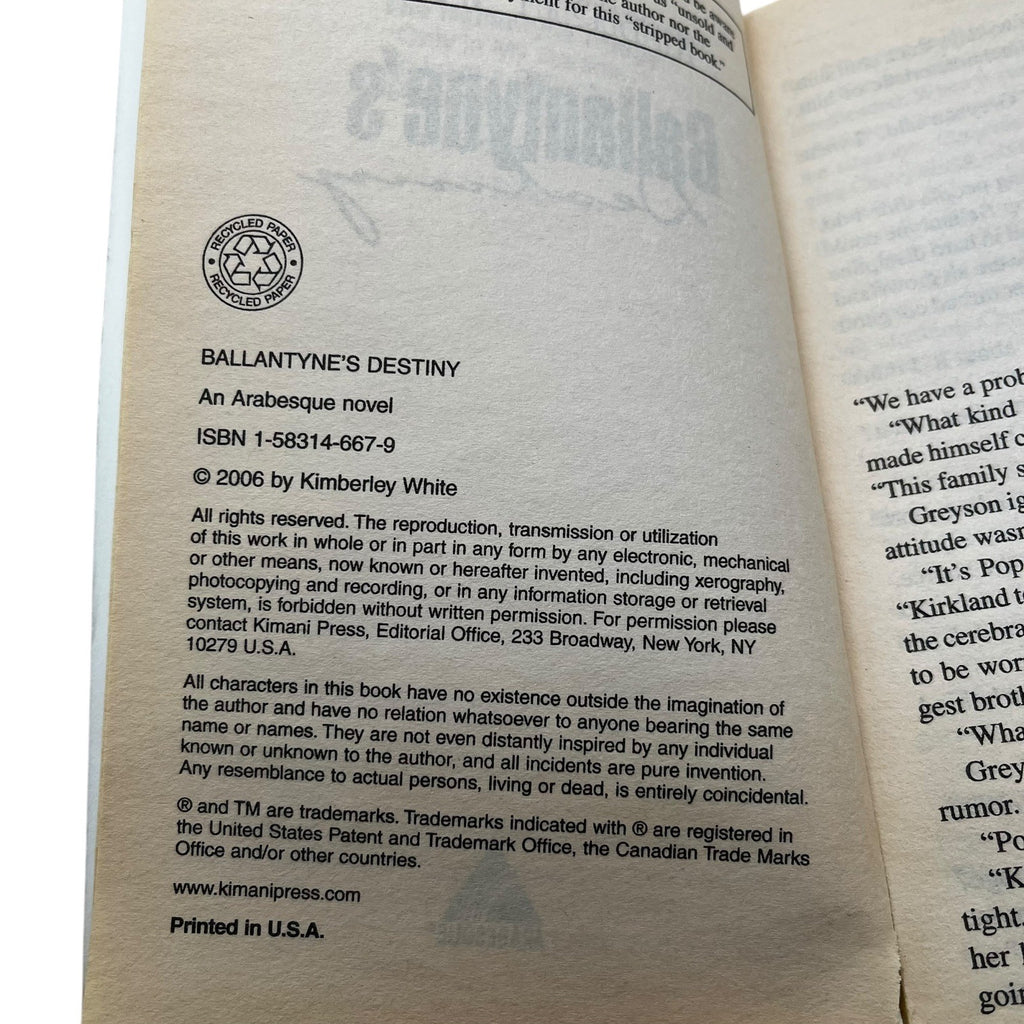 be aware
"unsold and
author nor the
for this "stripped book."
RECYCLED PAPER
RECYCLED PAPER
BALLANTYNE'S DESTINY
An Arabesque novel
ISBN 1-58314-667-9
© 2006 by Kimberley White
All rights reserved. The reproduction, transmission or utilization
of this work in whole or in part in any form by any electronic, mechanical
or other means, now known or hereafter invented, including xerography,
photocopying and recording, or in any information storage or retrieval
system, is forbidden without written permission. For permission please
contact Kimani Press, Editorial Office, 233 Broadway, New York, NY
10279 U.S.A.
All characters in this book have no existence outside the imagination of
the author and have no relation whatsoever to anyone bearing the same
name or names. They are not even distantly inspired by any individual
known or unknown to the author, and all incidents are pure invention.
Any resemblance to actual persons, living or dead, is entirely coincidental.
® and TM are trademarks. Trademarks indicated with ® are registered in
the United States Patent and Trademark Office, the Canadian Trade Marks
Office and/or other countries.
www.kimanipress.com
Printed in U.S.A.
"We have a prob
"What kind
made himself c
"This family s
Greyson ig
attitude wasn
"It's Pop
"Kirkland t
the cerebra
to be wor
gest brot
"Wha
Grey
rumor.
"Po
"K
tight.
her
goin